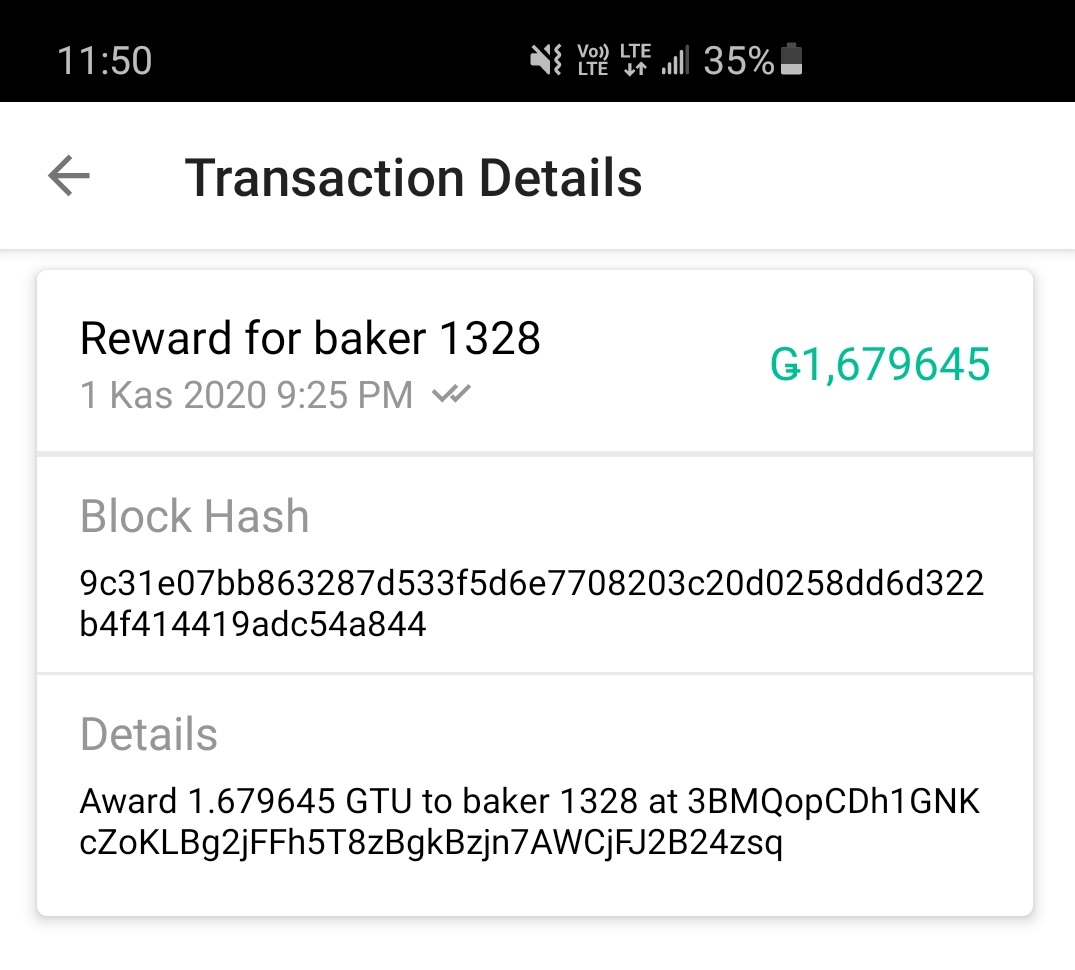 11:50 Vo)) LTE LTE 35%
Transaction Details
Reward for baker 1328
1 Kas 2020 9:25 PM
G1,679645
Block Hash
9c31e07bb863287d533f5d6e7708203c20d0258dd6d322
b4f414419adc54a844
Details
Award 1.679645 GTU to baker 1328 at 3BMQopCDh1GNK
cZoKLBg2jFFh5T8zBgkBzjn7AWCjFJ2B24zsq